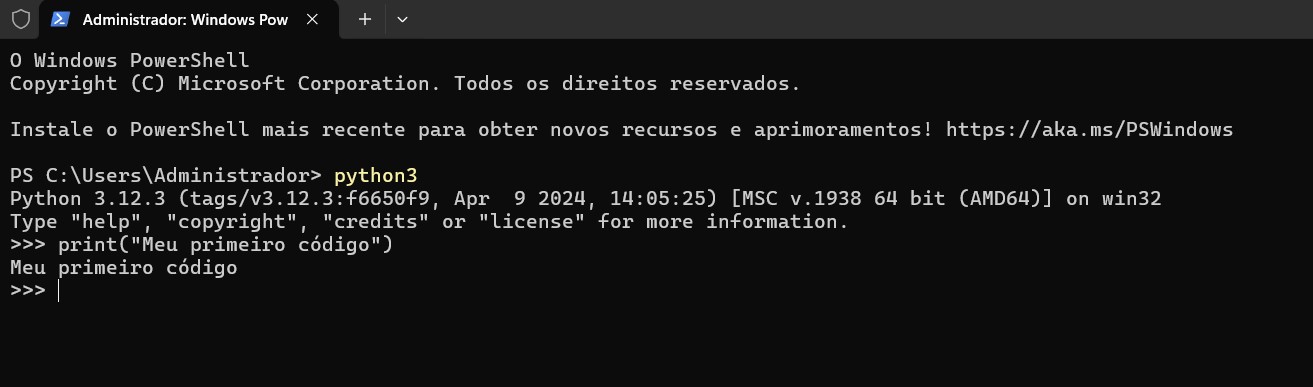 Administrador: Windows Pow
O Windows PowerShell
Copyright (C) Microsoft Corporation. Todos os direitos reservados.
Instale o PowerShell mais recente para obter novos recursos e aprimoramentos! https://aka.ms/PSWindows
PS C:\Users\Administrador> python3
Python 3.12.3 (tags/v3.12.3:f6650f9, Apr  9 2024, 14:05:25) [MSC v.1938 64 bit (AMD64)] on win32
Type "help", "copyright", "credits" or "license" for more information.
>>> print("Meu primeiro código")
Meu primeiro código
>>>